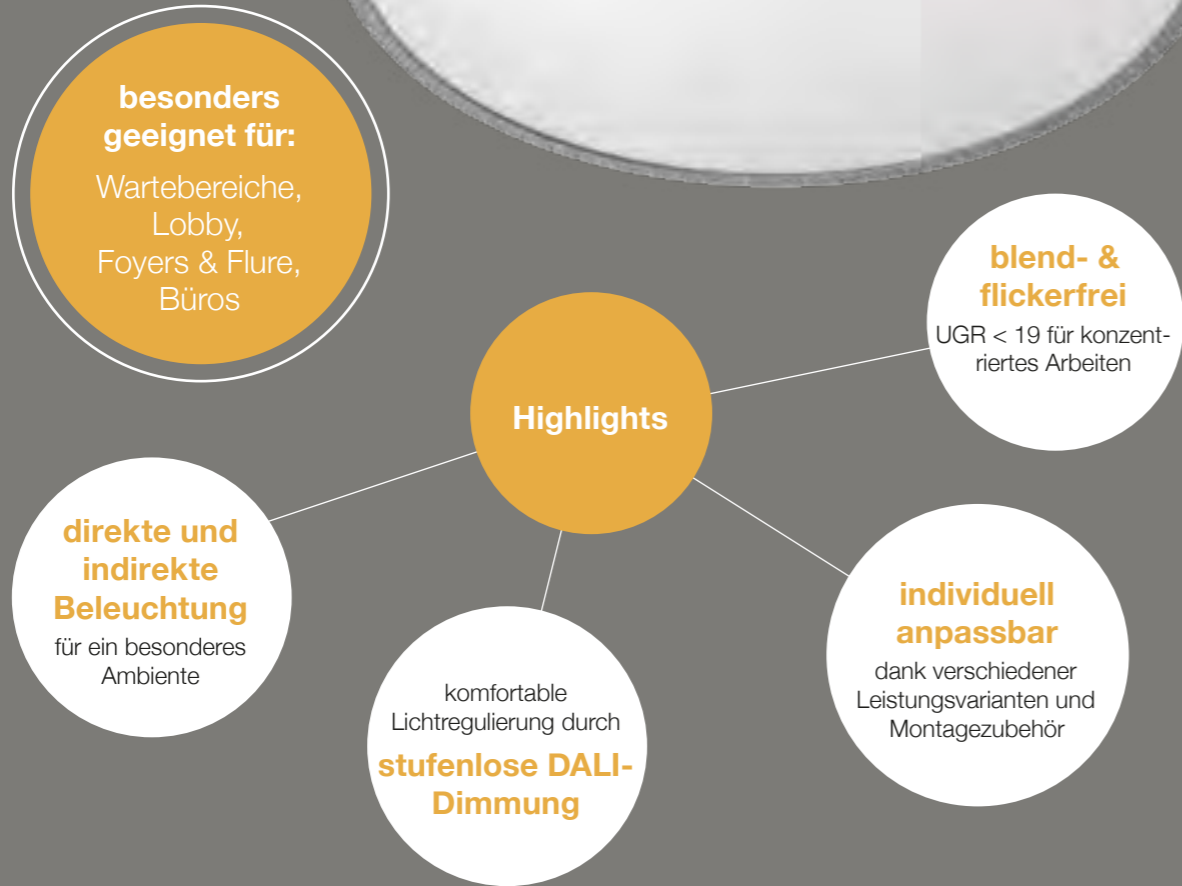 besonders
geeignet für:
Wartebereiche,
Lobby,
Foyers & Flure,
Büros
Highlights
blend- &
flickerfrei
UGR < 19 für konzent-
riertes Arbeiten
direkte und
indirekte
Beleuchtung
für ein besonderes
Ambiente
komfortable
Lichtregulierung durch
stufenlose DALI-
Dimmung
individuell
anpassbar
dank verschiedener
Leistungsvarianten und
Montagezubehör